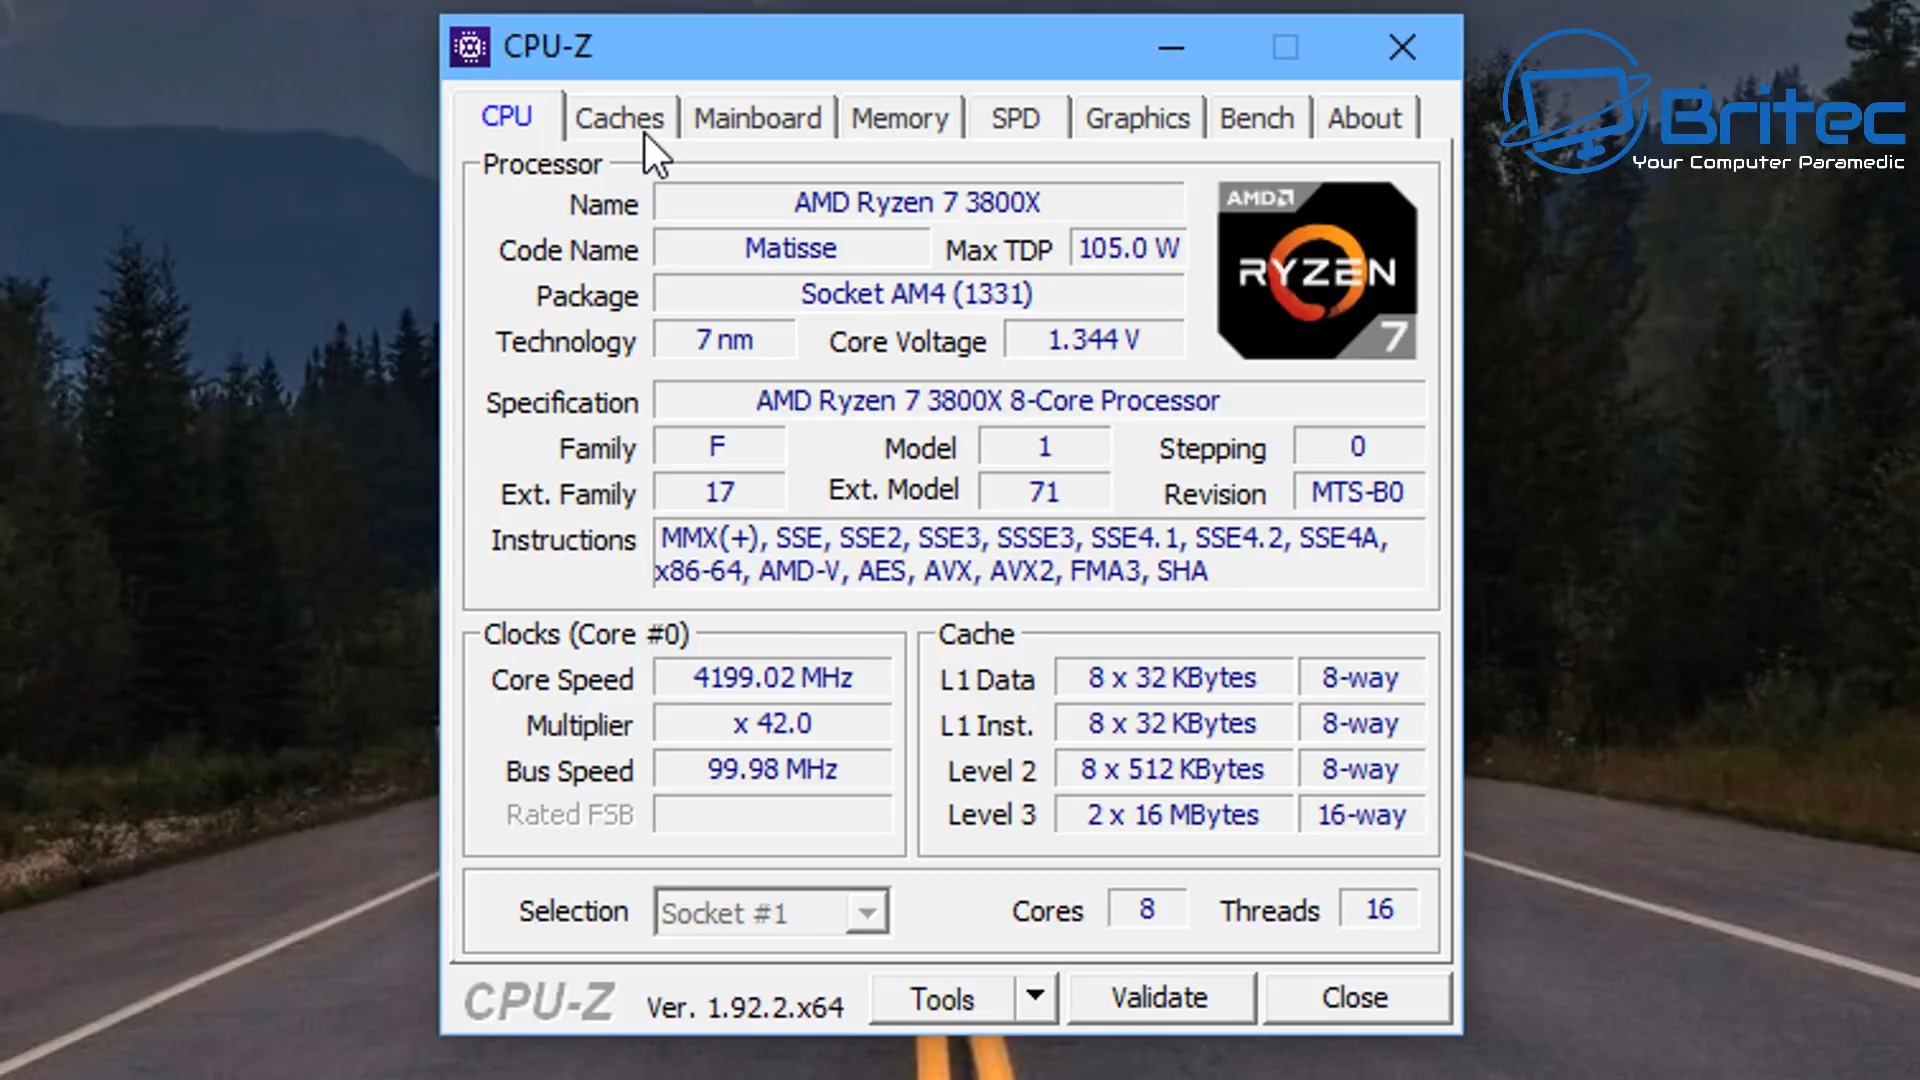 CPU-Z
Britec
Your Computer Paramedic
CPU Caches Mainboard Memory SPD Graphics Bench About
Processor
Name AMD Ryzen 7 3800X
Code Name Matisse Max TDP 105.0 W
Package Socket AM4 (1331)
Technology 7 nm Core Voltage 1.344 V
AMD
RYZEN
7
Specification AMD Ryzen 7 3800X 8-Core Processor
Family F Model 1 Stepping 0
Ext. Family 17 Ext. Model 71 Revision MTS-B0
Instructions MMX(+), SSE, SSE2, SSE3, SSSE3, SSE4.1, SSE4.2, SSE4A,
x86-64, AMD-V, AES, AVX, AVX2, FMA3, SHA
Clocks (Core #0)
Core Speed 4199.02 MHz
Multiplier x 42.0
Bus Speed 99.98 MHz
Rated FSB
Cache
L1 Data 8 x 32 KBytes 8-way
L1 Inst. 8 x 32 KBytes 8-way
Level 2 8 x 512 KBytes 8-way
Level 3 2 x 16 MBytes 16-way
Selection Socket #1 Cores 8 Threads 16
CPU-Z Ver. 1.92.2.x64 Tools Validate Close